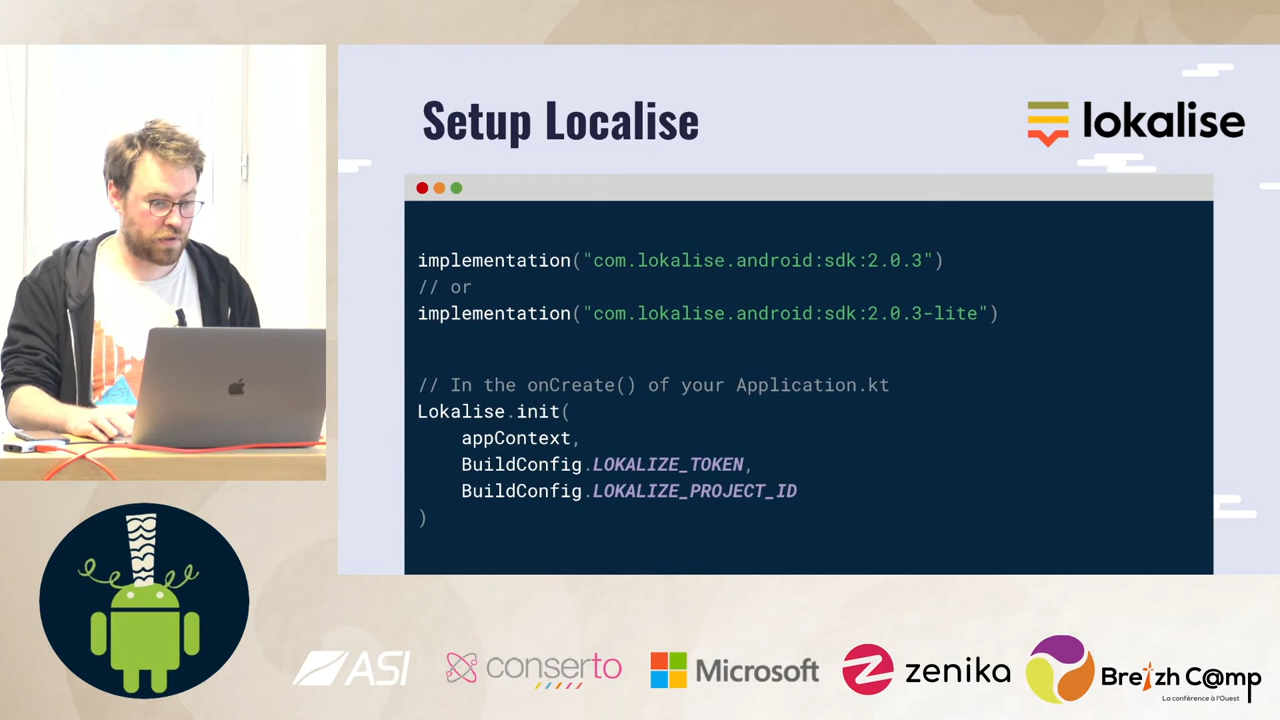 Setup Localise
lokalise
implementation("com.lokalise.android:sdk:2.0.3")
// or
implementation("com.lokalise.android:sdk:2.0.3-lite")
// In the onCreate() of your Application.kt
Lokalise.init(
appContext,
BuildConfig.LOKALIZE_TOKEN,
BuildConfig.LOKALIZE_PROJECT_ID
)
ASI
conserto
Microsoft
zenika
Breizh C@mp
La conférence à l'Ouest